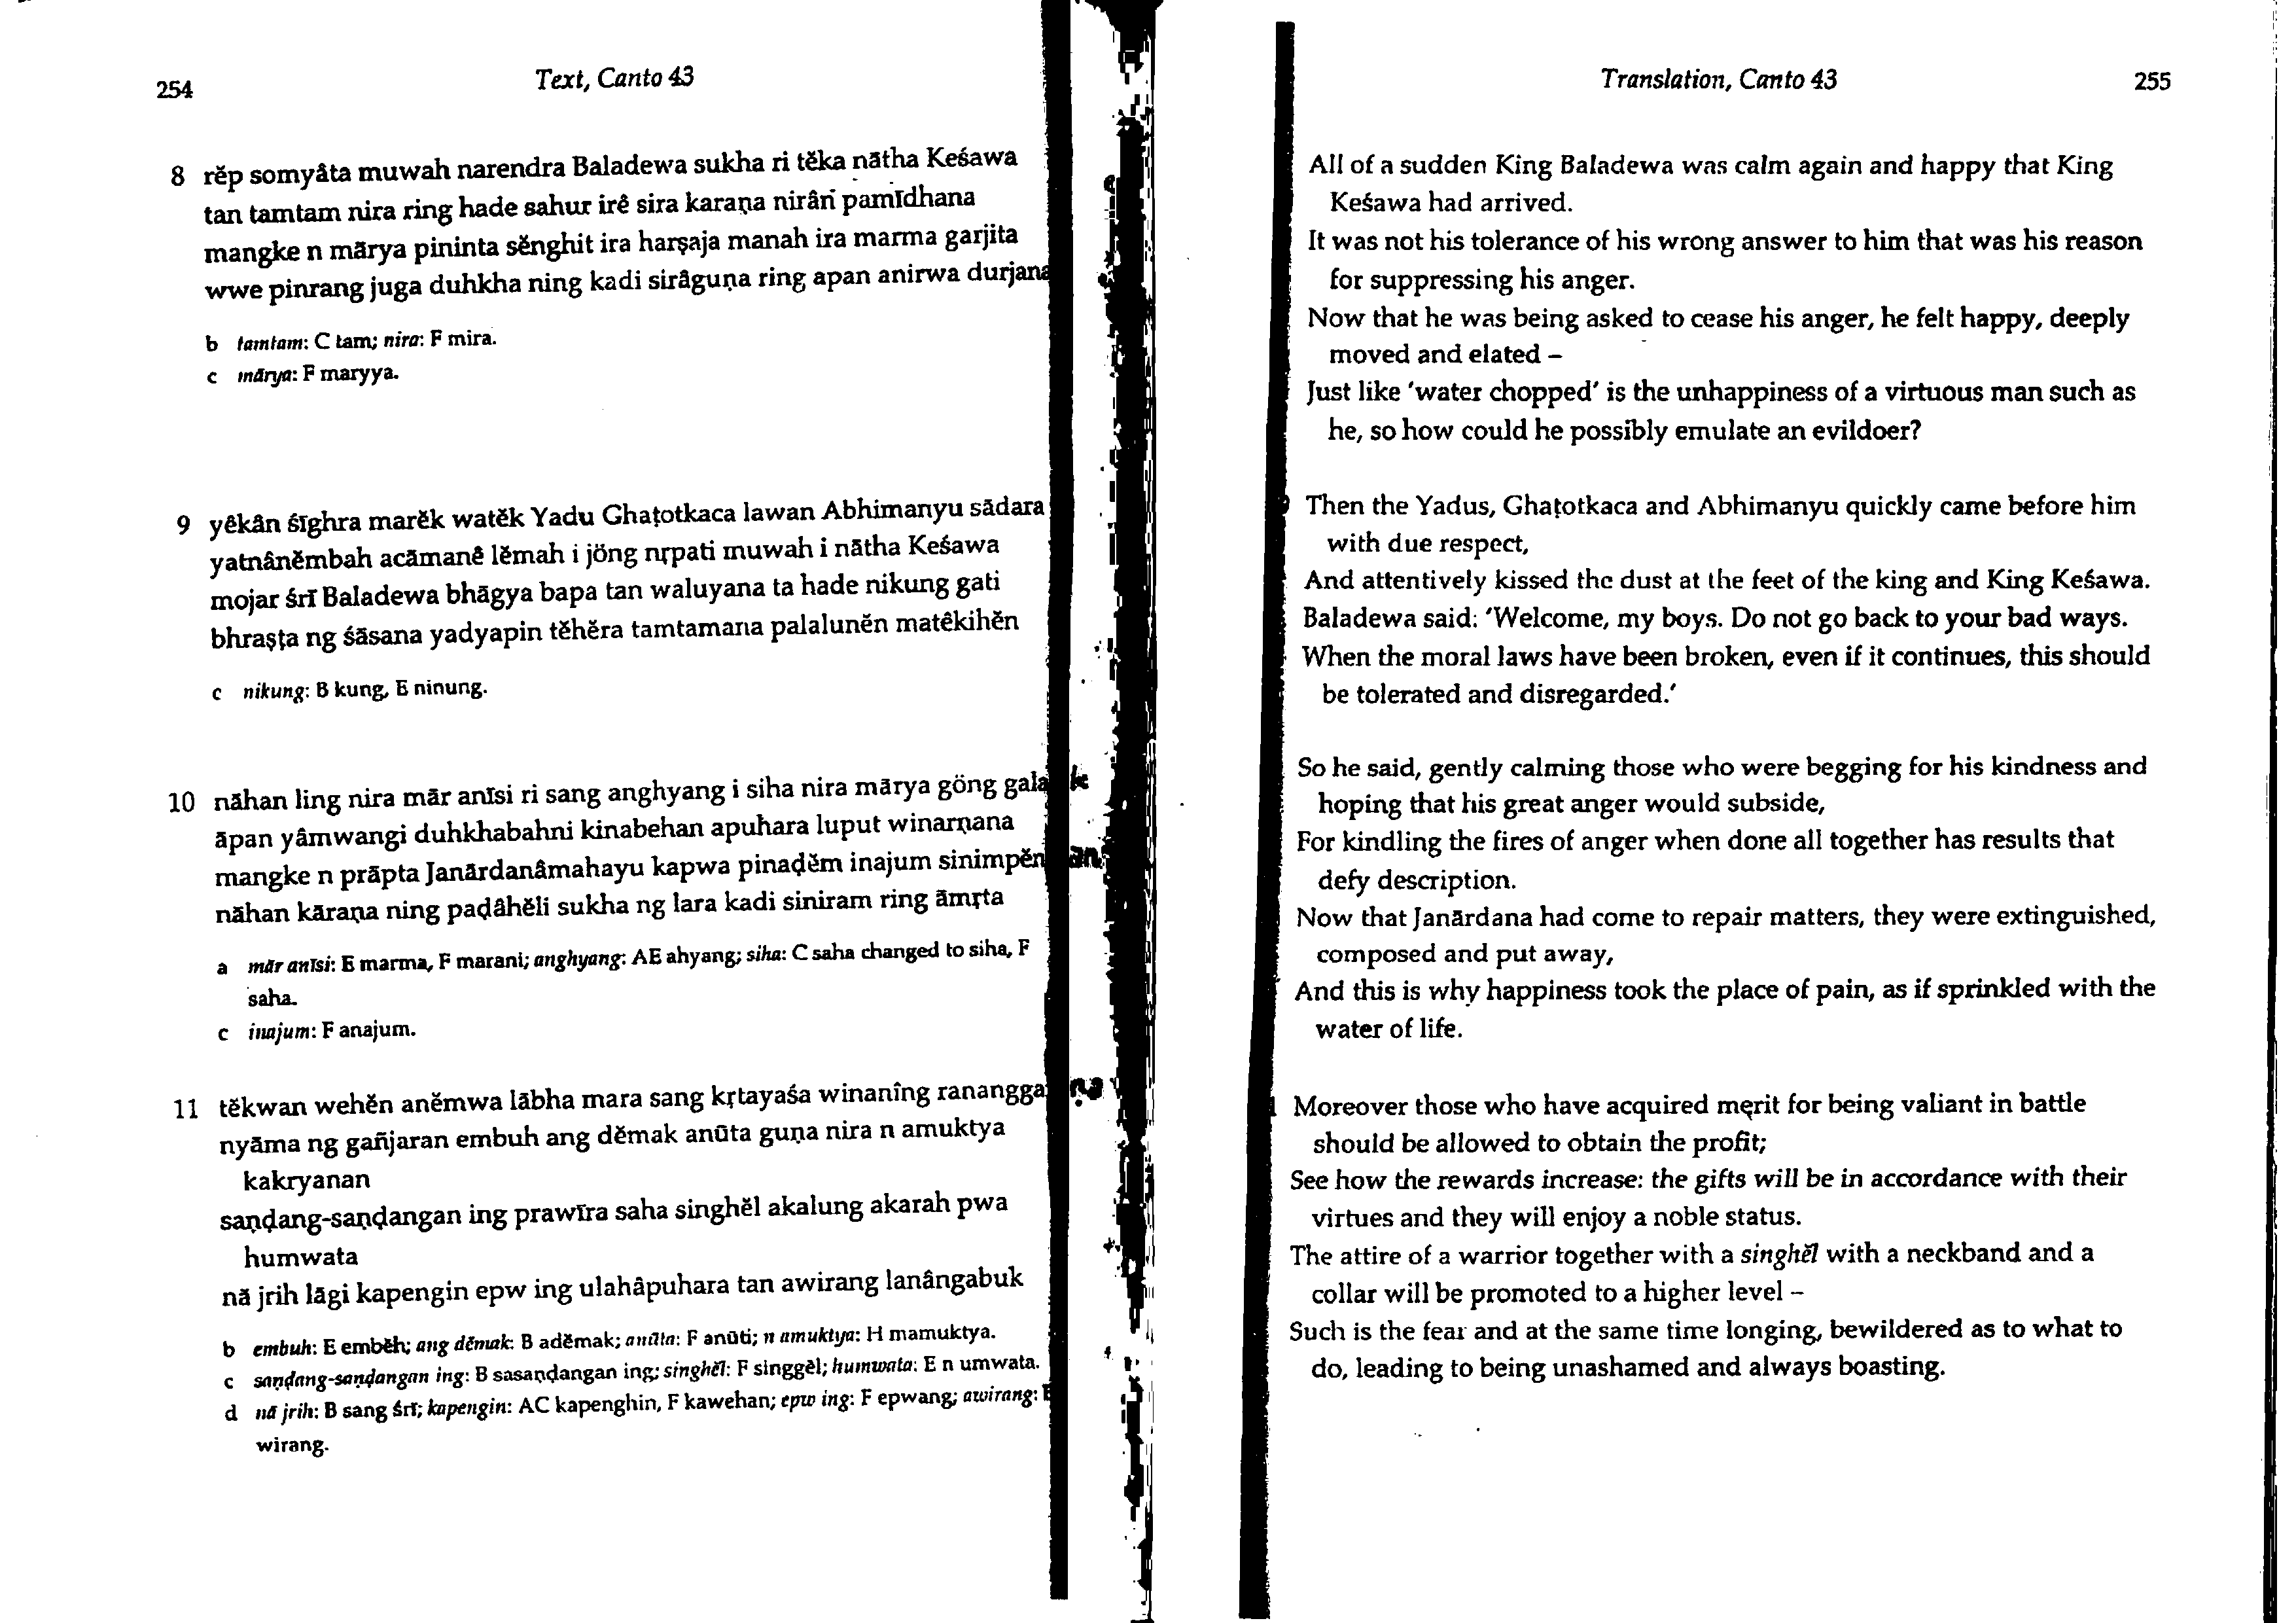 254
Text, Canto 43
8 rĕp somyâta muwah narendra Baladewa sukha ri tĕka nātha Keśawa
tan tamtam nira ring hade sahur irê sira karaṇa nirâri pamīdhana
mangke n mārya pininta sĕnghit ira harṣaja manah ira marma garjita
wwe pinrang juga duhkha ning kadi sirâguṇa ring apan anirwa durjana
b tamtam: C tam; nira: F mira.
c mārya: F maryya.
9 yêkân śīghra marĕk watĕk Yadu Ghaṭotkaca lawan Abhimanyu sādara
yatnânĕmbah acāmanê lĕmah i jöng nṛpati muwah i nātha Keśawa
mojar śrī Baladewa bhāgya bapa tan waluyana ta hade nikung gati
bhraṣṭa ng śāsana yadyapin tĕhĕra tamtamana palalunĕn matêkihĕn
c nikung: B kung, E ninung.
10 nāhan ling nira mār anīsi ri sang anghyang i siha nira mārya göng galak
āpan yâmwangi duhkhabahni kinabehan apuhara luput winarṇana
mangke n prāpta Janārdanâmahayu kapwa pinaḍĕm inajum sinimpĕnan
nāhan kāraṇa ning paḍâhĕli sukha ng lara kadi siniram ring āmṛta
a mār anīsi: E marma, F marani; anghyang: AE ahyang; siha: C saha changed to siha, F
saha.
c inajum: F anajum.
11 tĕkwan wehĕn anĕmwa lābha mara sang kṛtayaśa winanîng rananggaṇa
nyāma ng gañjaran embuh ang dĕmak anūta guṇa nira n amuktya
kakryanan
saṇḍang-saṇḍangan ing prawīra saha singhĕl akalung akarah pwa
humwata
nā jrih lāgi kapengin epw ing ulahâpuhara tan awirang lanângabuk
b embuh: E embĕh; ang dĕmak: B adĕmak; anūta: F anūti; n amuktya: H mamuktya.
c saṇḍang-saṇḍangan ing: B sasaṇḍangan ing; singhĕl: F singgĕl; humwata: E n umwata.
d nā jrih: B sang śrī; kapengin: AC kapenghin, F kawehan; epw ing: F epwang; awirang:
wirang.
Translation, Canto 43
255
All of a sudden King Baladewa was calm again and happy that King
Keśawa had arrived.
It was not his tolerance of his wrong answer to him that was his reason
for suppressing his anger.
Now that he was being asked to cease his anger, he felt happy, deeply
moved and elated –
Just like ‘water chopped’ is the unhappiness of a virtuous man such as
he, so how could he possibly emulate an evildoer?
Then the Yadus, Ghaṭotkaca and Abhimanyu quickly came before him
with due respect,
And attentively kissed the dust at the feet of the king and King Keśawa.
Baladewa said: ‘Welcome, my boys. Do not go back to your bad ways.
When the moral laws have been broken, even if it continues, this should
be tolerated and disregarded.’
So he said, gently calming those who were begging for his kindness and
hoping that his great anger would subside,
For kindling the fires of anger when done all together has results that
defy description.
Now that Janārdana had come to repair matters, they were extinguished,
composed and put away,
And this is why happiness took the place of pain, as if sprinkled with the
water of life.
Moreover those who have acquired merit for being valiant in battle
should be allowed to obtain the profit;
See how the rewards increase: the gifts will be in accordance with their
virtues and they will enjoy a noble status.
The attire of a warrior together with a singhĕl with a neckband and a
collar will be promoted to a higher level –
Such is the fear and at the same time longing, bewildered as to what to
do, leading to being unashamed and always boasting.